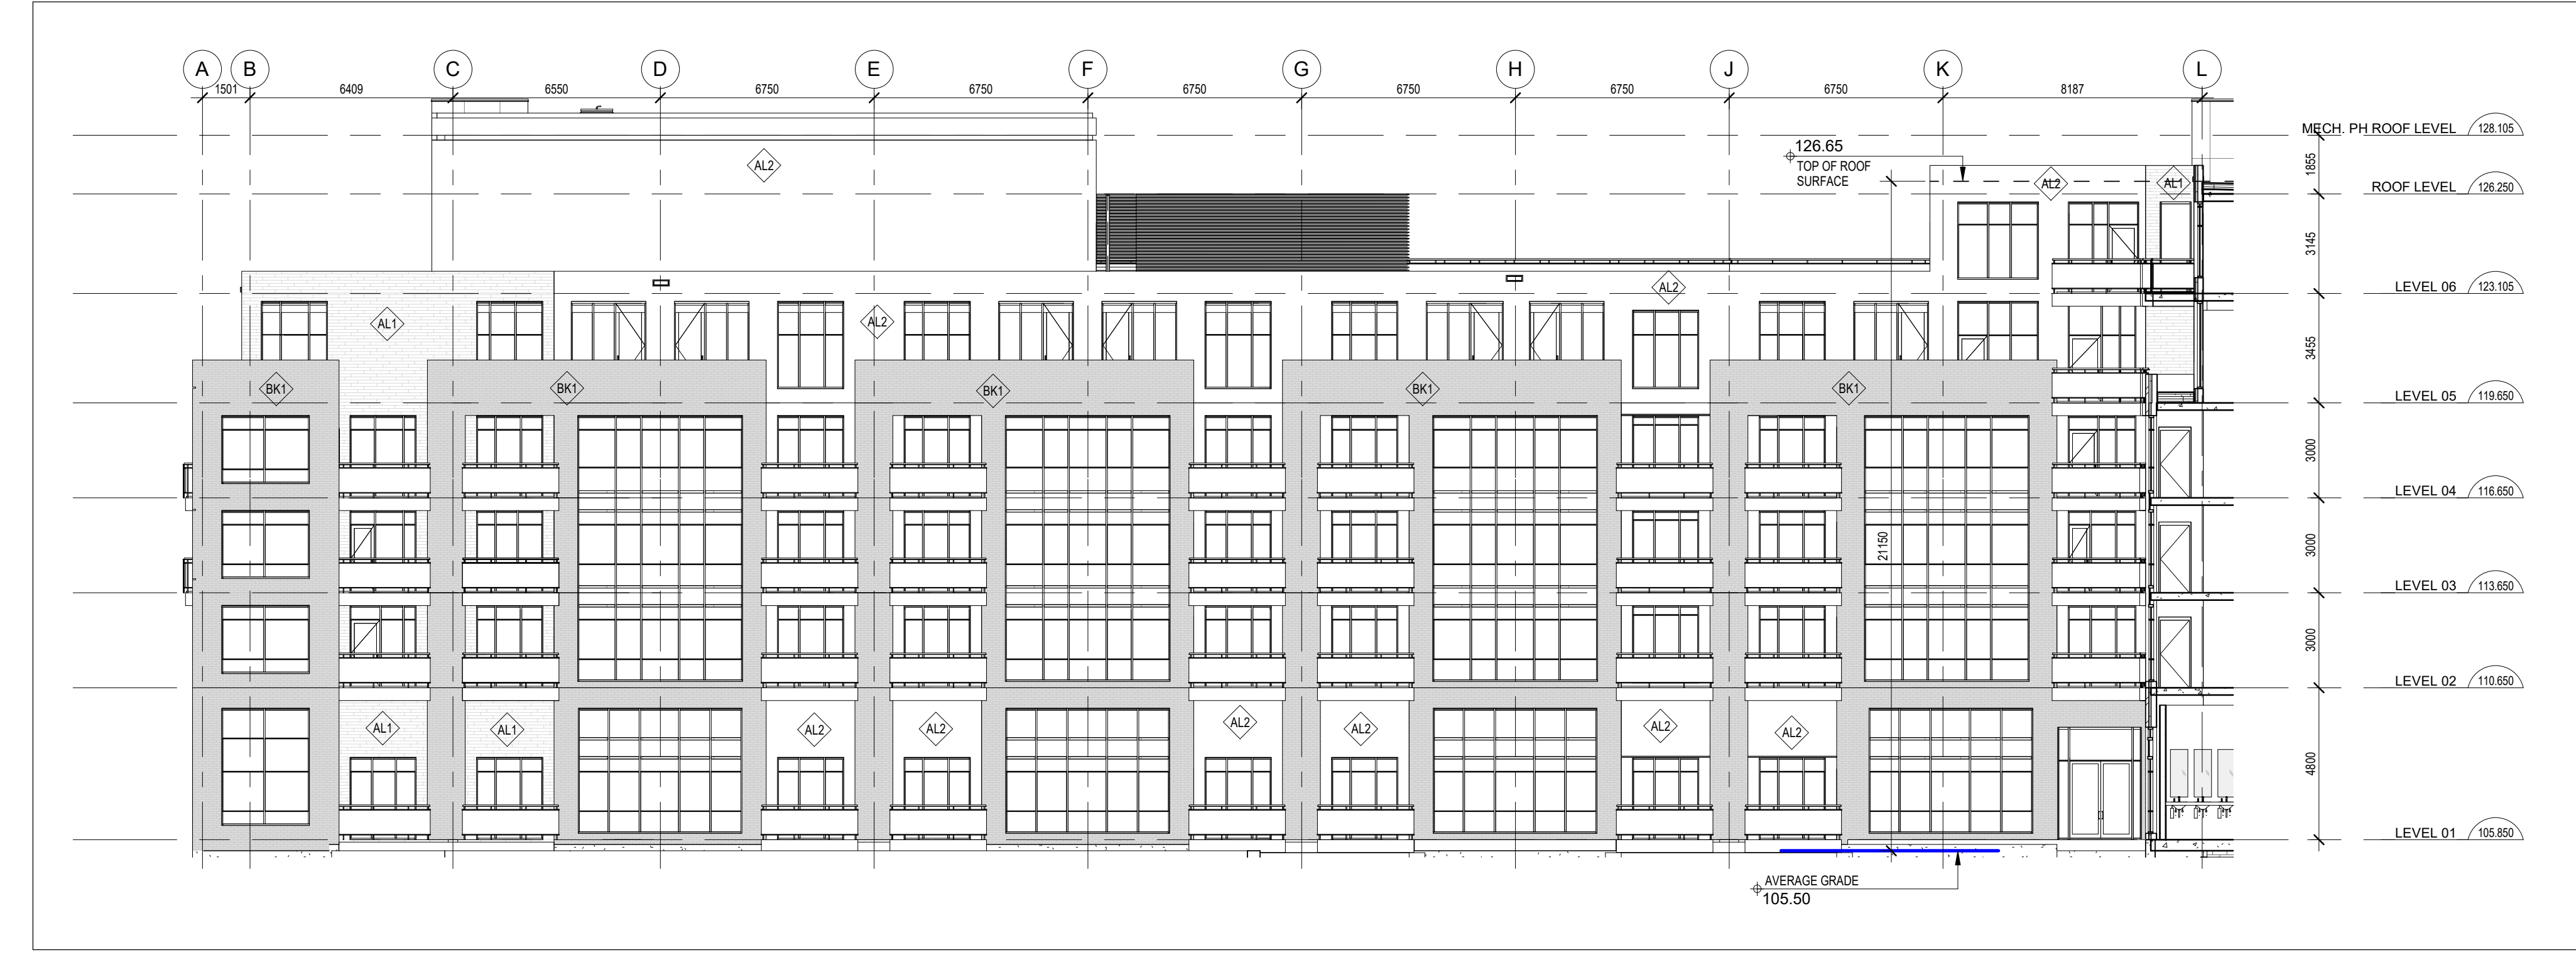 A B C D E F G H J K L
1501 6409 6550 6750 6750 6750 6750 6750 6750 8187
MECH. PH ROOF LEVEL 128.105
126.65
TOP OF ROOF
SURFACE
AL2
1855
AL2 AL1
ROOF LEVEL 126.250
3145
AL2
LEVEL 06 123.105
AL1 AL2
3455
BK1 BK1 BK1 BK1 BK1
LEVEL 05 119.650
3000
LEVEL 04 116.650
21150
3000
LEVEL 03 113.650
3000
LEVEL 02 110.650
AL1 AL1 AL2 AL2 AL2 AL2 AL2 AL2
4800
LEVEL 01 105.850
AVERAGE GRADE
105.50